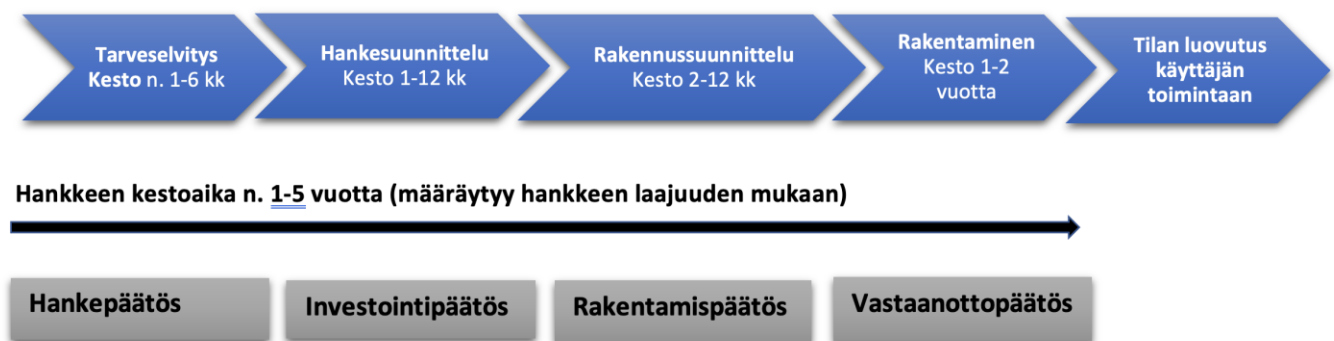 Tarveselvitys
Kesto n. 1-6 kk
Hankesuunnittelu
Kesto 1-12 kk
Rakennussuunnittelu
Kesto 2-12 kk
Rakentaminen
Kesto 1-2
vuotta
Tilan luovutus
käyttäjän
toimintaan
Hankkeen kestoaika n. 1-5 vuotta (määräytyy hankkeen laajuuden mukaan)
Hankepäätös
Investointipäätös
Rakentamispäätös
Vastaanottopäätös